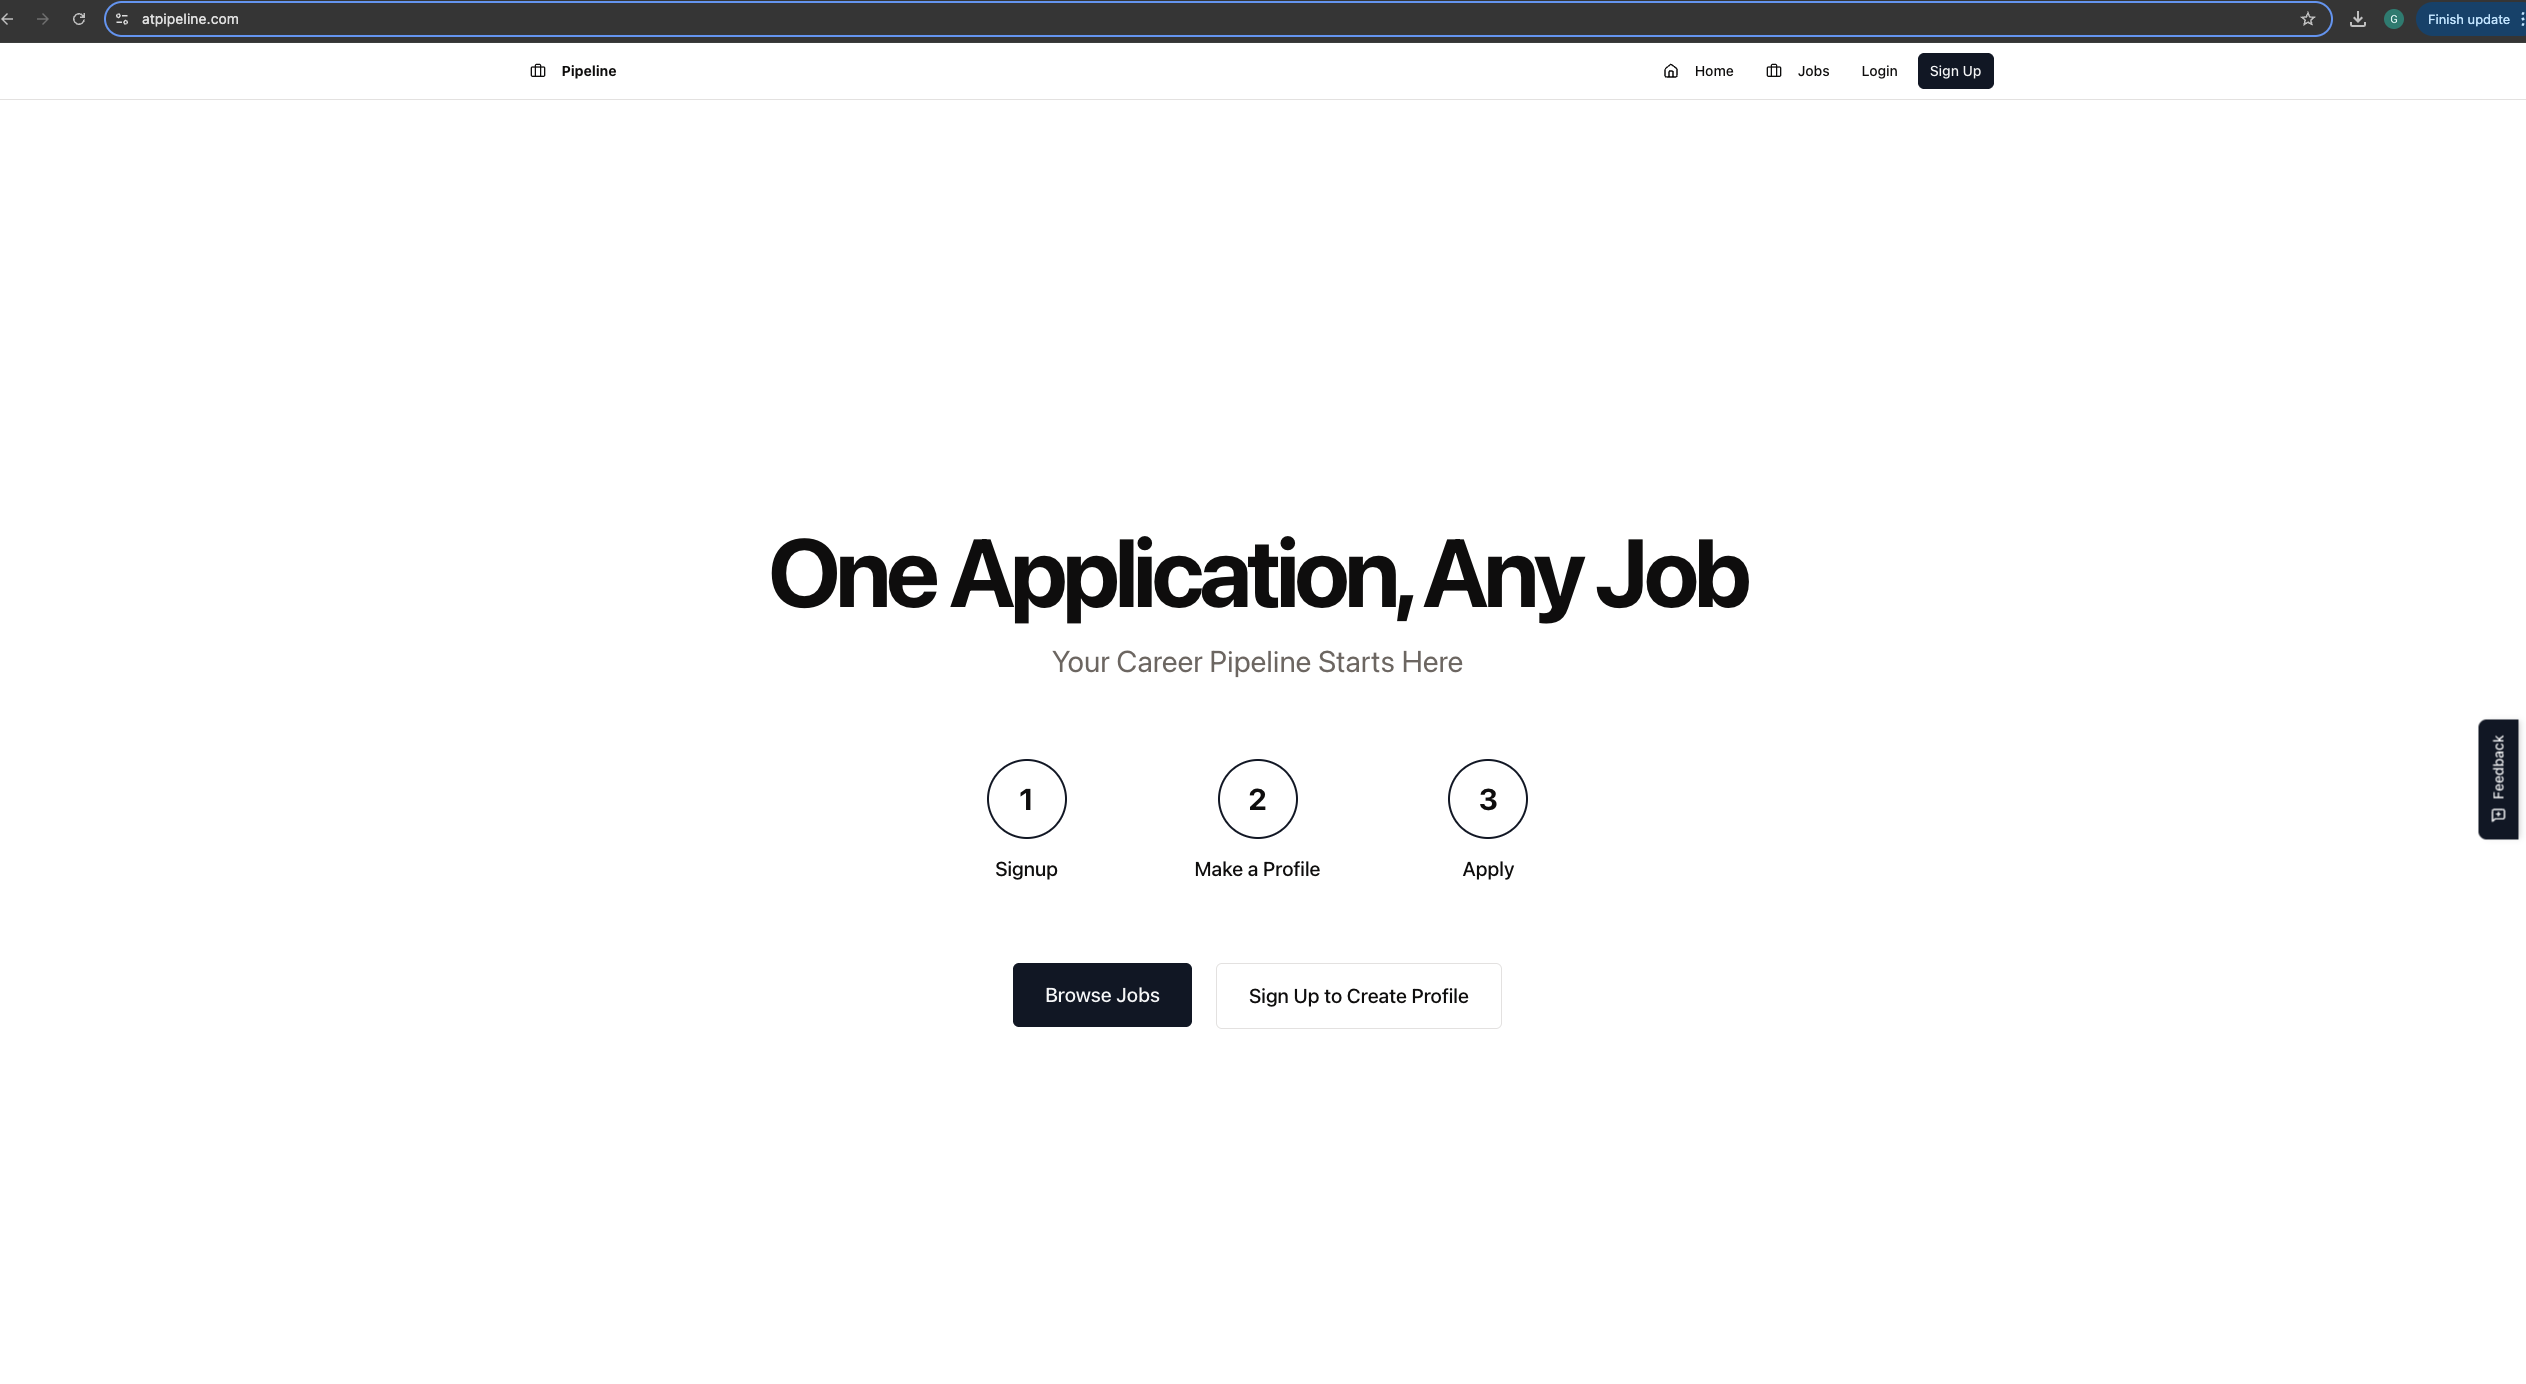 atpipeline.com
G
Finish update
Pipeline
Home
Jobs
Login
Sign Up
One Application, Any Job
Your Career Pipeline Starts Here
1
2
3
Signup
Make a Profile
Apply
Browse Jobs
Sign Up to Create Profile
Feedback